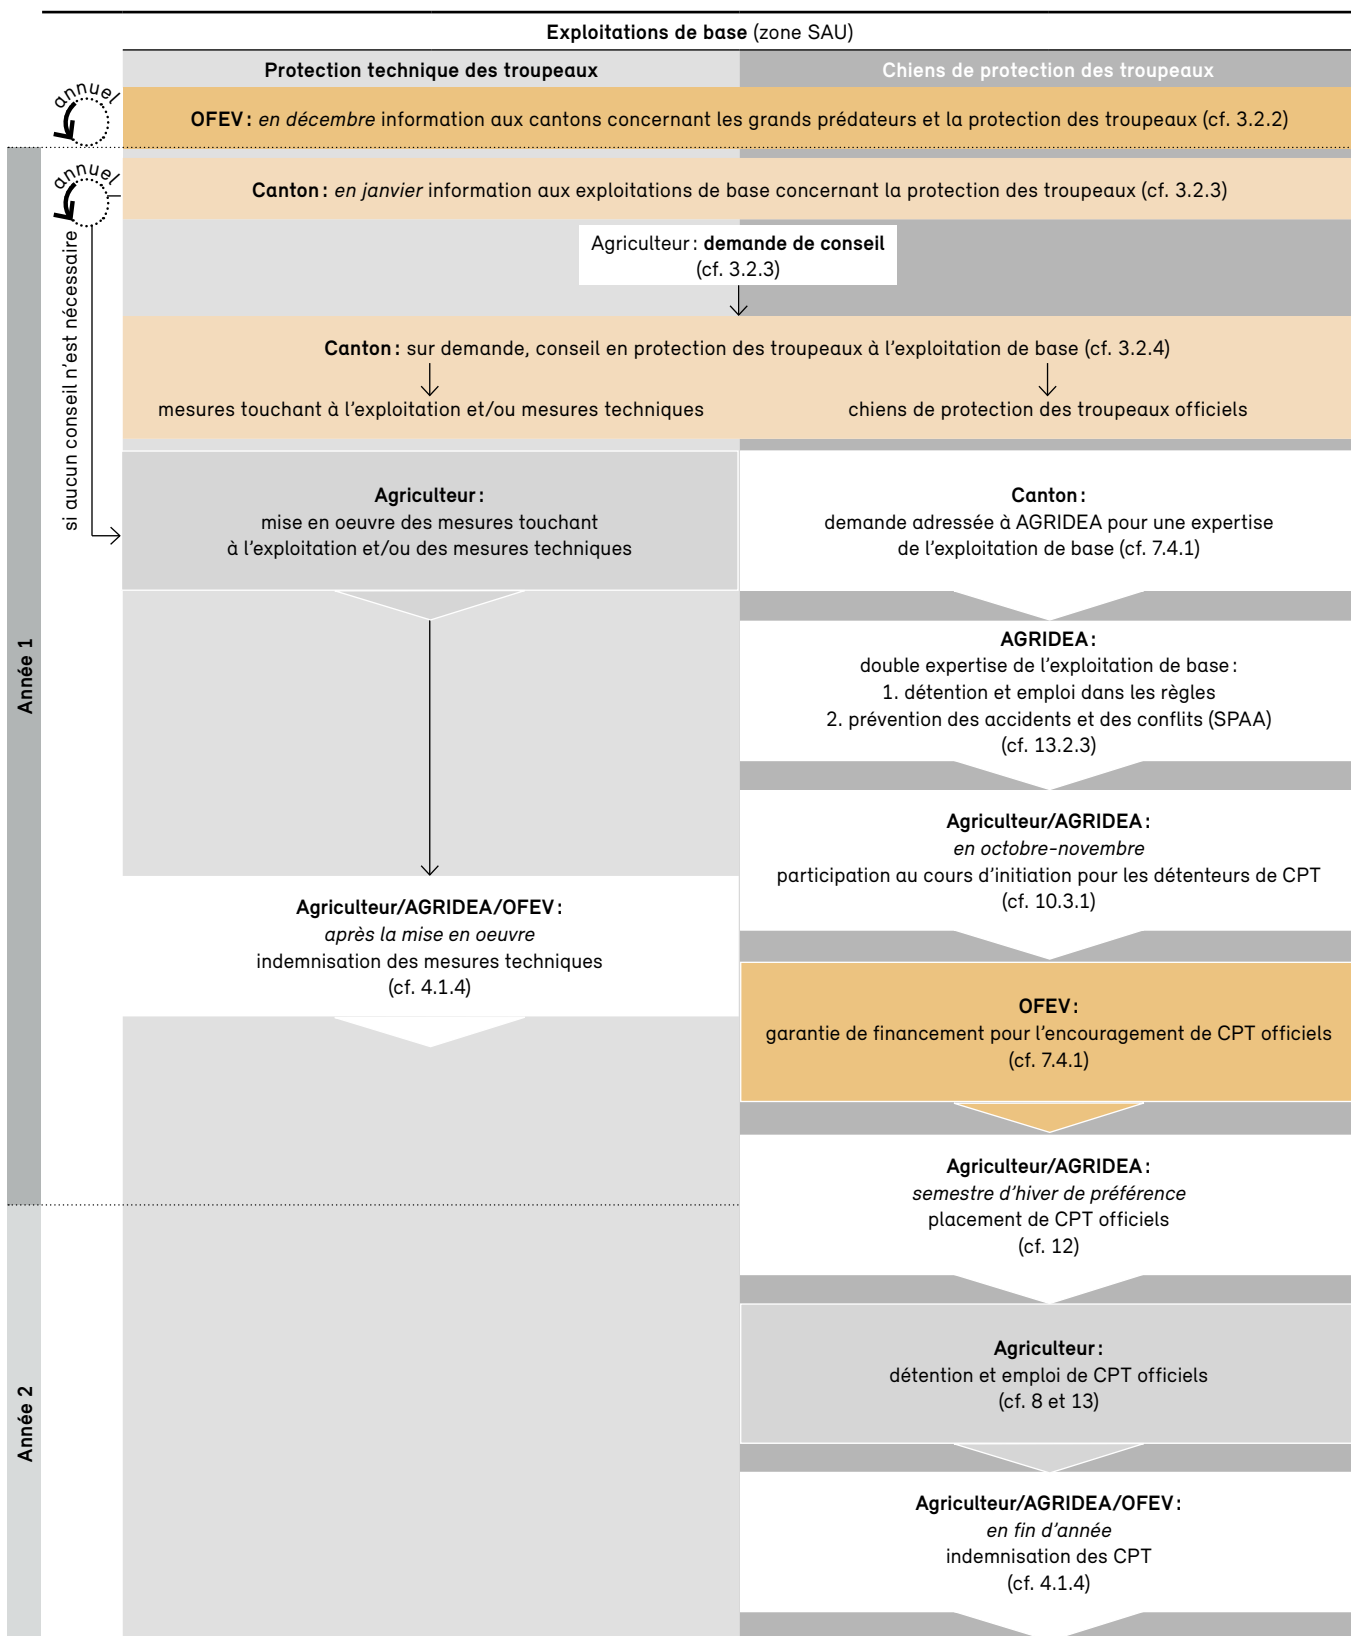 Exploitations de base (zone SAU)
Protection technique des troupeaux
Chiens de protection des troupeaux
annuel
OFEV : en décembre information aux cantons concernant les grands prédateurs et la protection des troupeaux (cf. 3.2.2)
annuel
Canton : en janvier information aux exploitations de base concernant la protection des troupeaux (cf. 3.2.3)
si aucun conseil n'est nécessaire
Agriculteur : demande de conseil
(cf. 3.2.3)
Canton : sur demande, conseil en protection des troupeaux à l'exploitation de base (cf. 3.2.4)
mesures touchant à l'exploitation et/ou mesures techniques
chiens de protection des troupeaux officiels
Année 1
Agriculteur :
mise en oeuvre des mesures touchant
à l'exploitation et/ou des mesures techniques
Canton :
demande adressée à AGRIDEA pour une expertise
de l'exploitation de base (cf. 7.4.1)
AGRIDEA :
double expertise de l'exploitation de base :
1. détention et emploi dans les règles
2. prévention des accidents et des conflits (SPAA)
(cf. 13.2.3)
Agriculteur/AGRIDEA :
en octobre-novembre
participation au cours d'initiation pour les détenteurs de CPT
(cf. 10.3.1)
Agriculteur/AGRIDEA/OFEV :
après la mise en oeuvre
indemnisation des mesures techniques
(cf. 4.1.4)
OFEV :
garantie de financement pour l'encouragement de CPT officiels
(cf. 7.4.1)
Agriculteur/AGRIDEA :
semestre d'hiver de préférence
placement de CPT officiels
(cf. 12)
Année 2
Agriculteur :
détention et emploi de CPT officiels
(cf. 8 et 13)
Agriculteur/AGRIDEA/OFEV :
en fin d'année
indemnisation des CPT
(cf. 4.1.4)